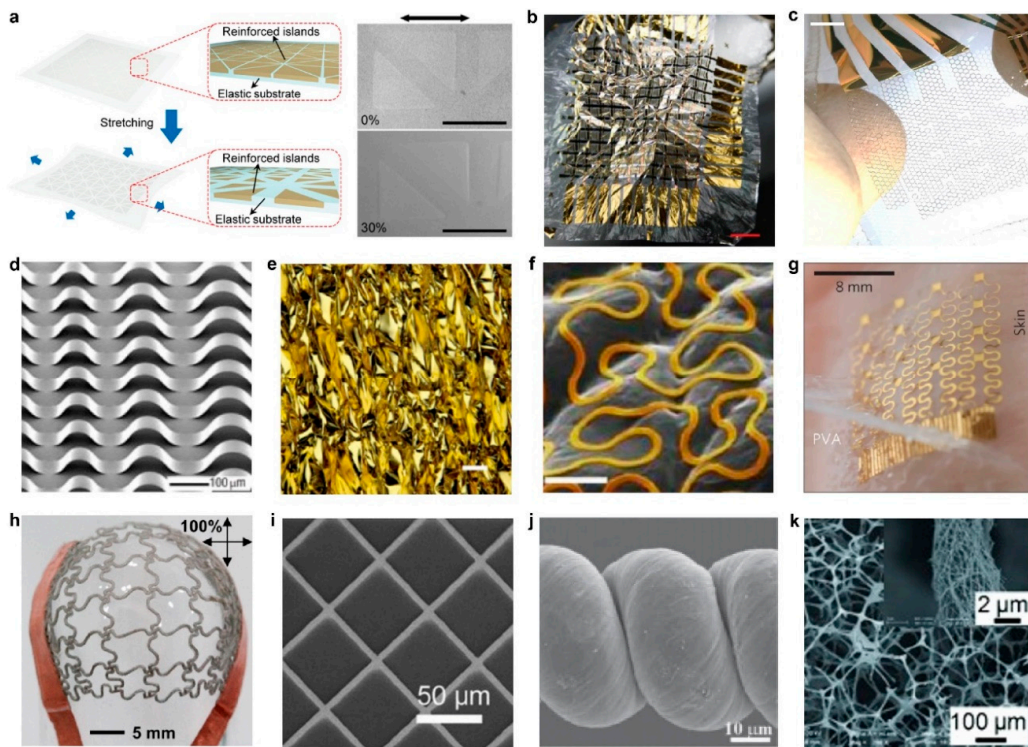 a
Reinforced islands
Elastic substrate
Stretching
Reinforced islands
Elastic substrate
0%
30%
b
c
d
100 μm
e
f
g
8 mm
Skin
PVA
h
100%
5 mm
i
50 μm
j
10 μm
k
2 μm
100 μm